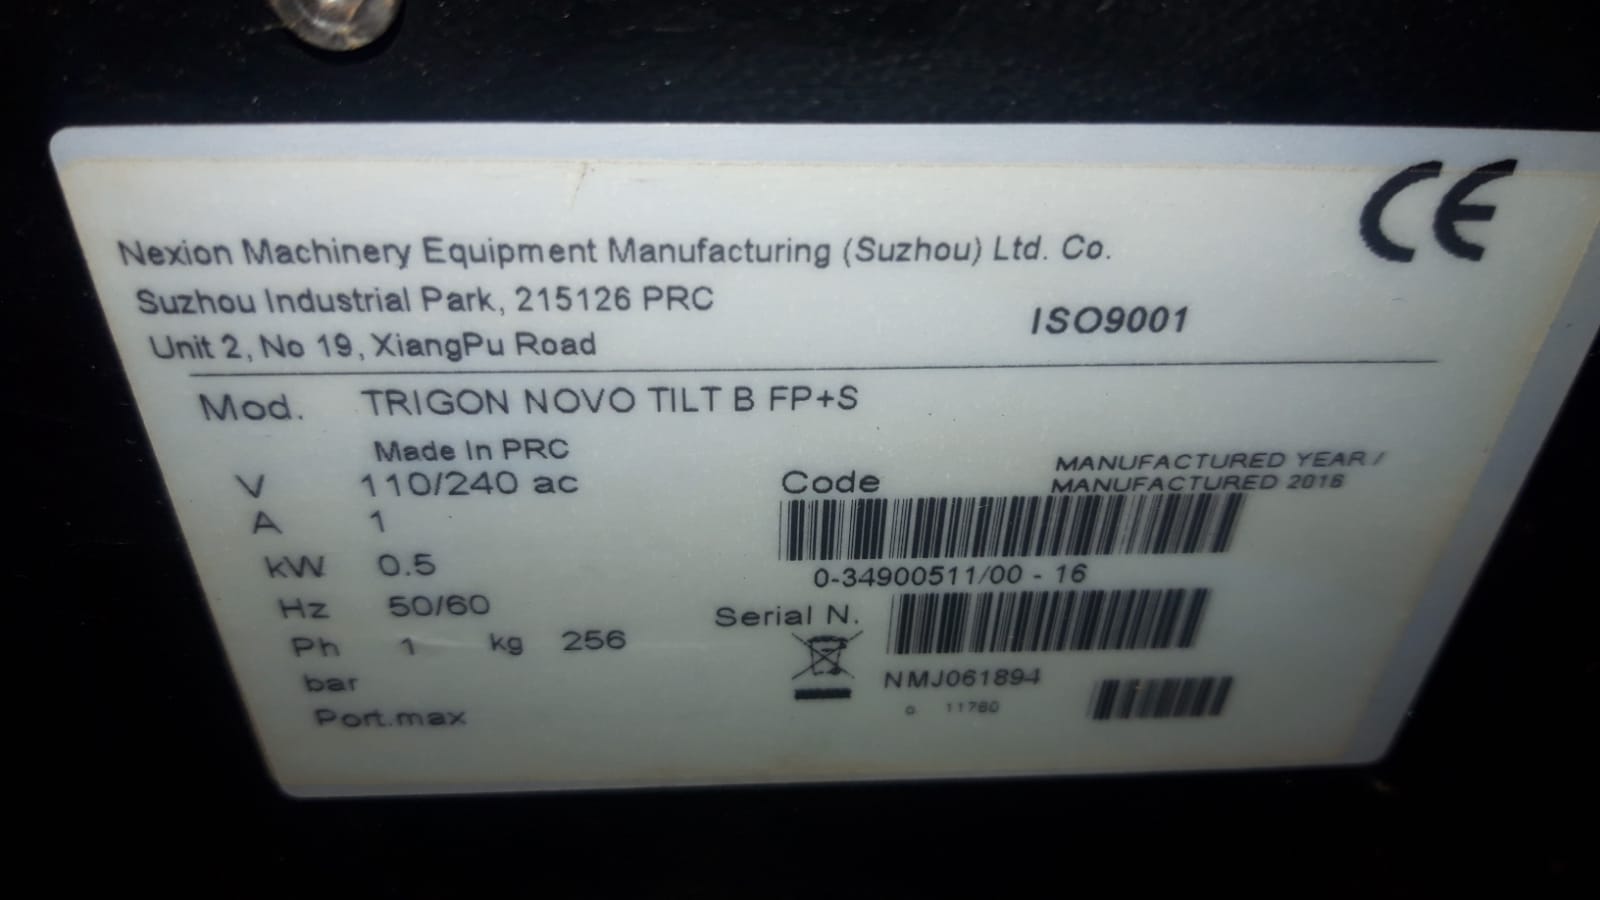 CE
Nexion Machinery Equipment Manufacturing (Suzhou) Ltd. Co.
Suzhou Industrial Park, 215126 PRC
ISO9001
Unit 2, No 19, XiangPu Road
Mod. TRIGON NOVO TILT B FP+S
Made In PRC
MANUFACTURED YEAR /
V 110/240 ac Code MANUFACTURED 2016
A 1
kW 0.5 0-34900511/00 - 16
Hz 50/60 Serial N.
Ph 1 kg 256
bar NMJ061894
11760
Port.max